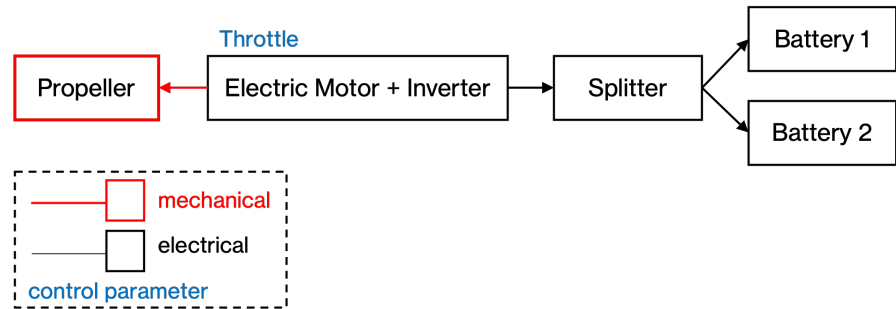 Throttle
Propeller
Electric Motor + Inverter
Splitter
Battery 1
Battery 2
mechanical
electrical
control parameter